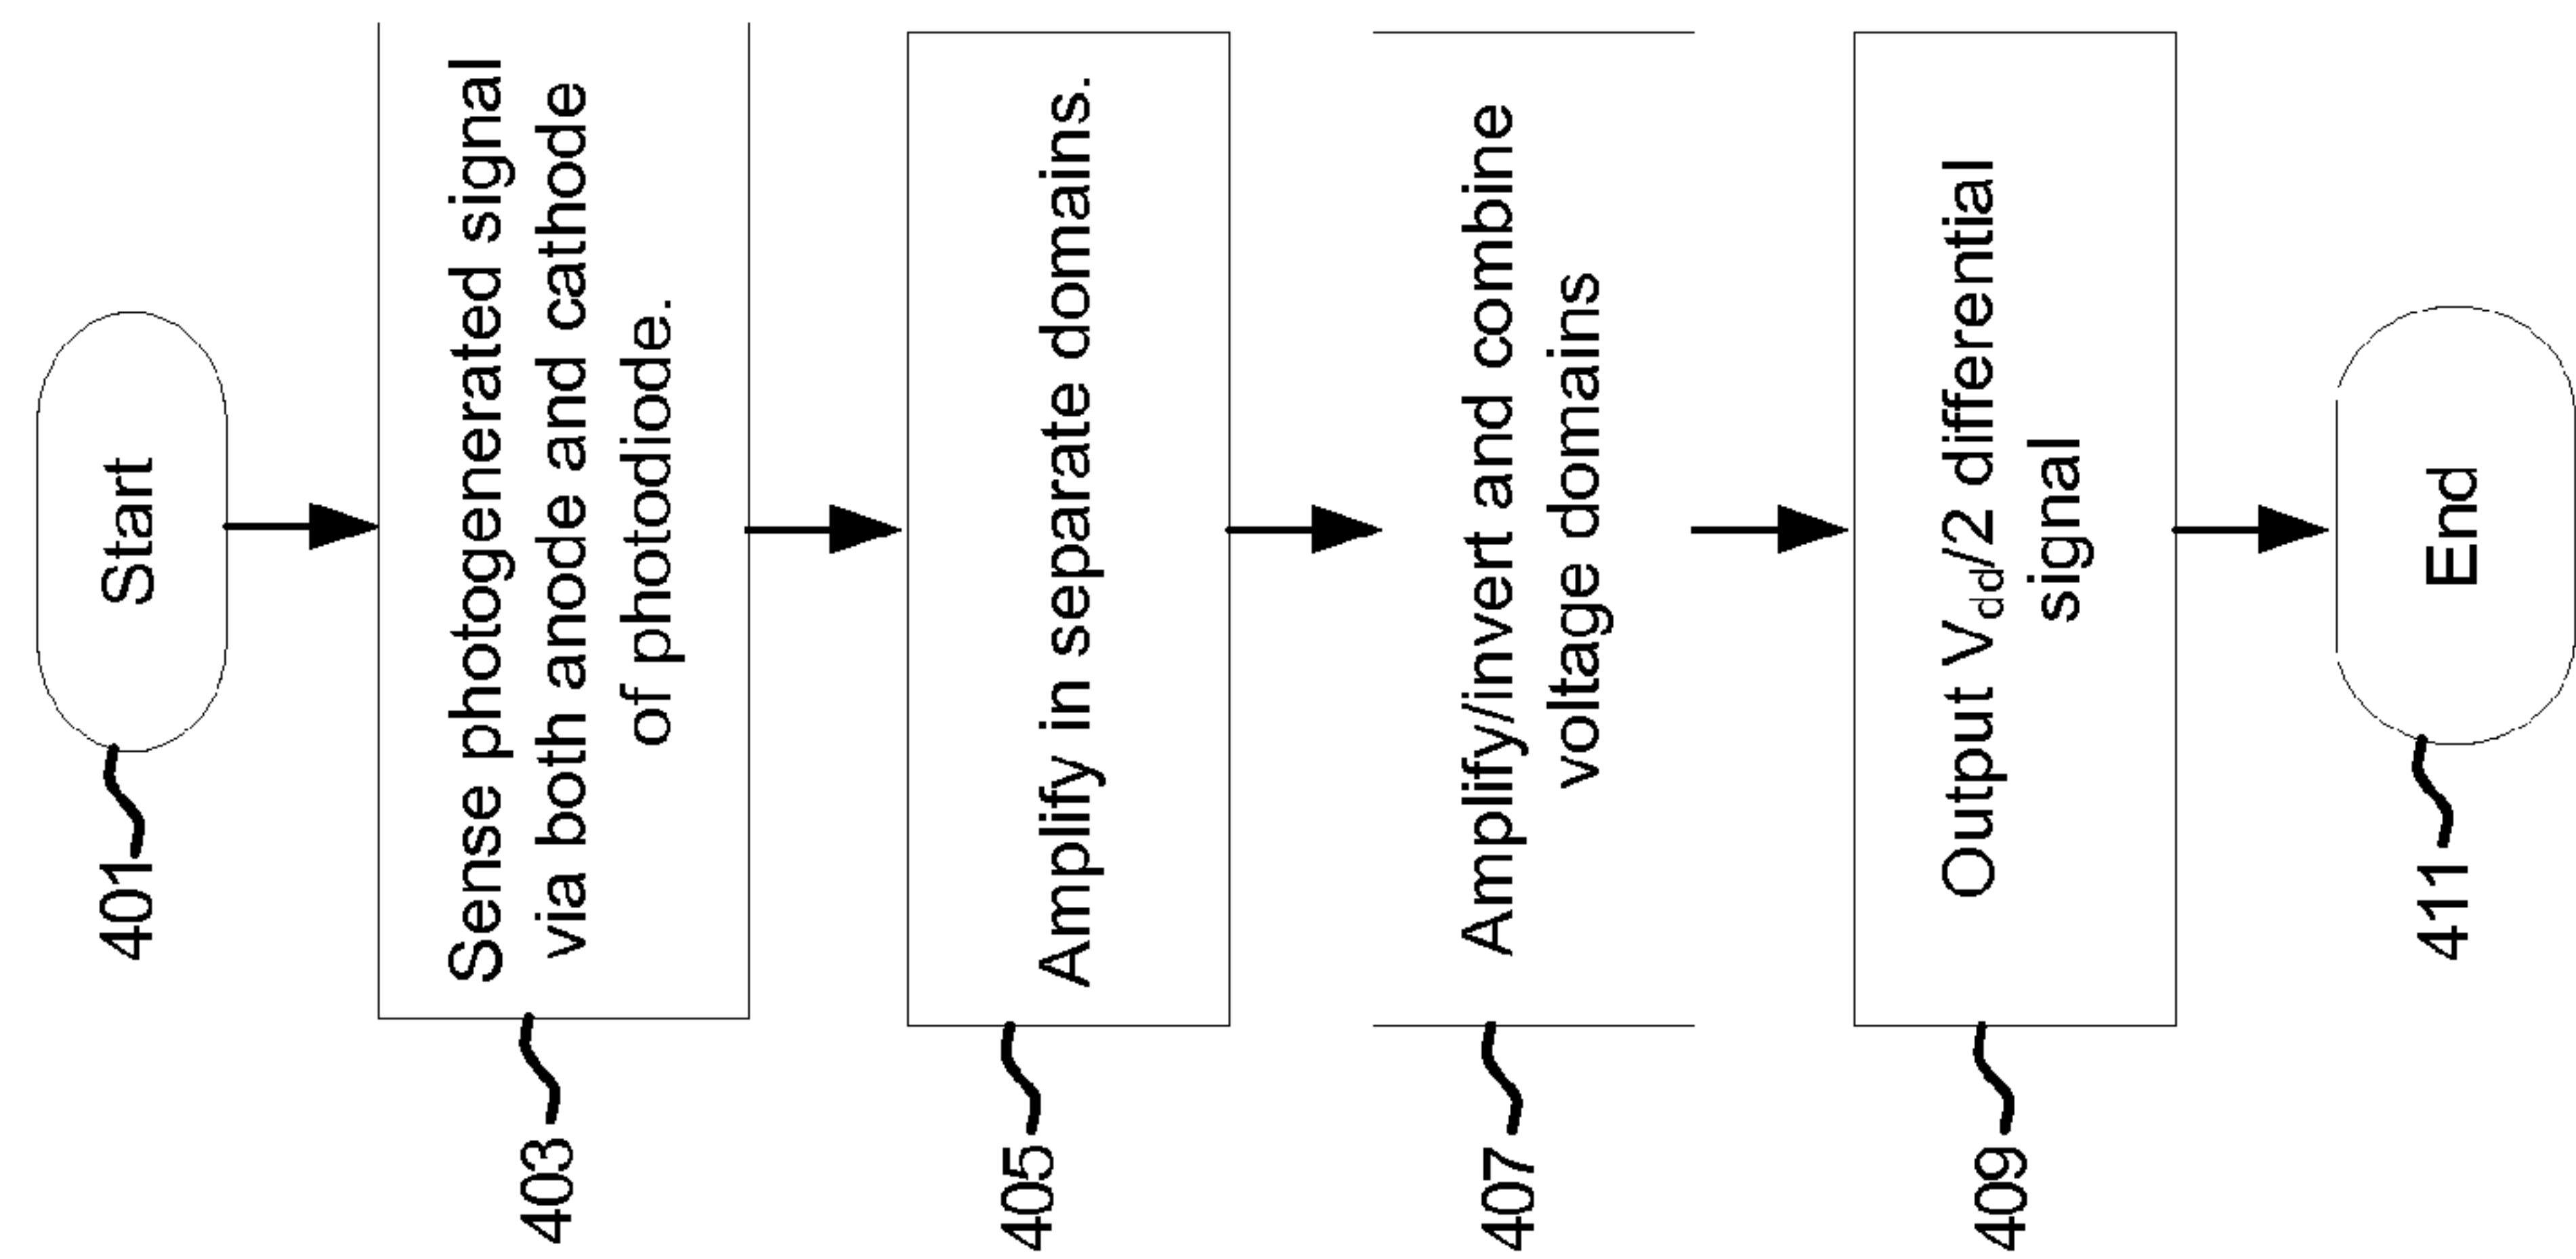 401
Start
403
Sense photogenerated signal
via both anode and cathode
of photodiode.
405
Amplify in separate domains.
407
Amplify/invert and combine
voltage domains
409
Output Vdd/2 differential
signal
411
End